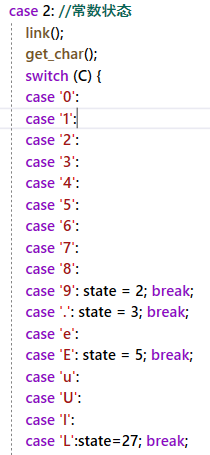 case 2: //常数状态
link();
get_char();
switch (C) {
case '0':
case '1':
case '2':
case '3':
case '4':
case '5':
case '6':
case '7':
case '8':
case '9': state = 2; break;
case '.': state = 3; break;
case 'e':
case 'E': state = 5; break;
case 'u':
case 'U':
case 'l':
case 'L':state=27; break;